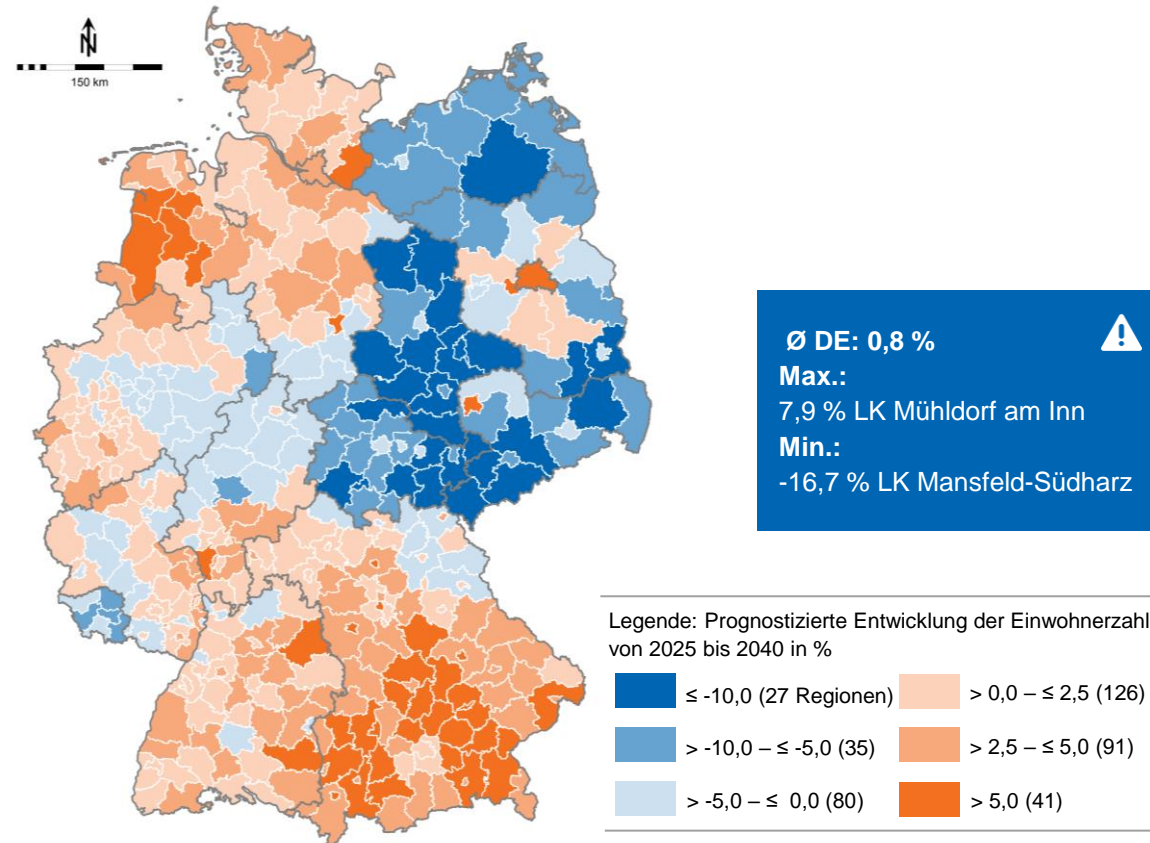 N
150 km
Ø DE: 0,8 %
Max.:
7,9 % LK Mühldorf am Inn
Min.:
-16,7 % LK Mansfeld-Südharz
Legende: Prognostizierte Entwicklung der Einwohnerzahl
von 2025 bis 2040 in %
≤ -10,0 (27 Regionen)
> -10,0 – ≤ -5,0 (35)
> -5,0 – ≤ 0,0 (80)
> 0,0 – ≤ 2,5 (126)
> 2,5 – ≤ 5,0 (91)
> 5,0 (41)